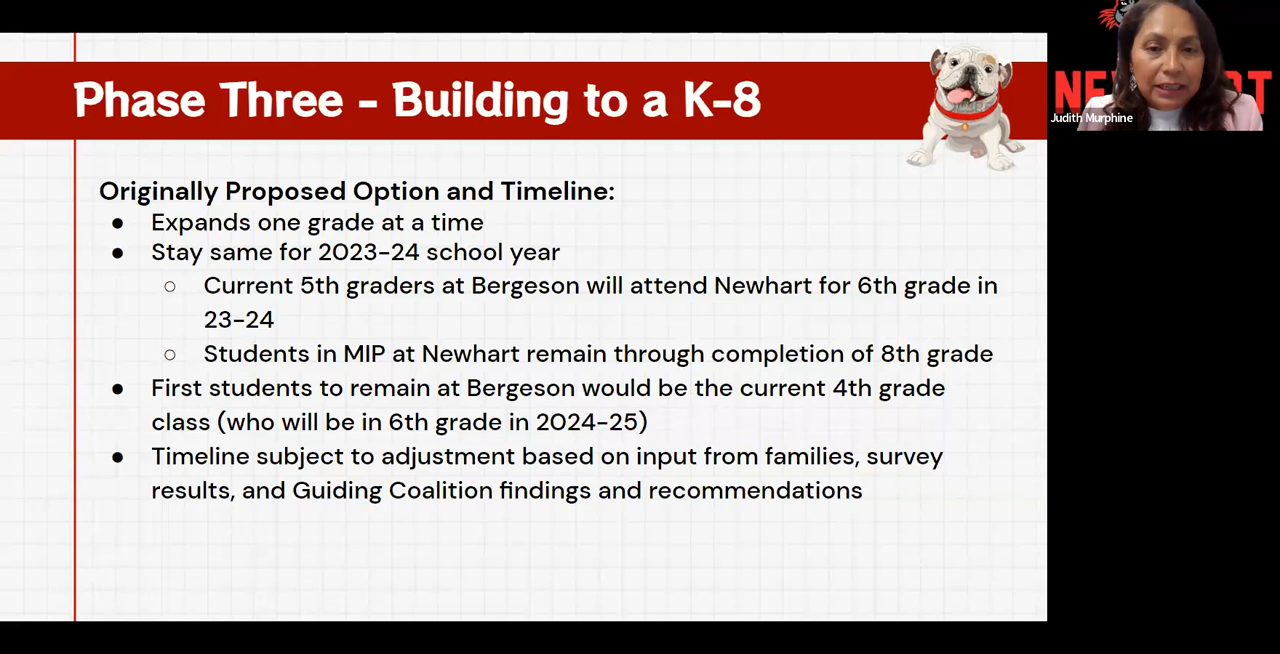 Phase Three - Building to a K-8
Originally Proposed Option and Timeline:
● Expands one grade at a time
● Stay same for 2023-24 school year
○ Current 5th graders at Bergeson will attend Newhart for 6th grade in
23-24
○ Students in MIP at Newhart remain through completion of 8th grade
● First students to remain at Bergeson would be the current 4th grade
class (who will be in 6th grade in 2024-25)
● Timeline subject to adjustment based on input from families, survey
results, and Guiding Coalition findings and recommendations
Judith Murphine